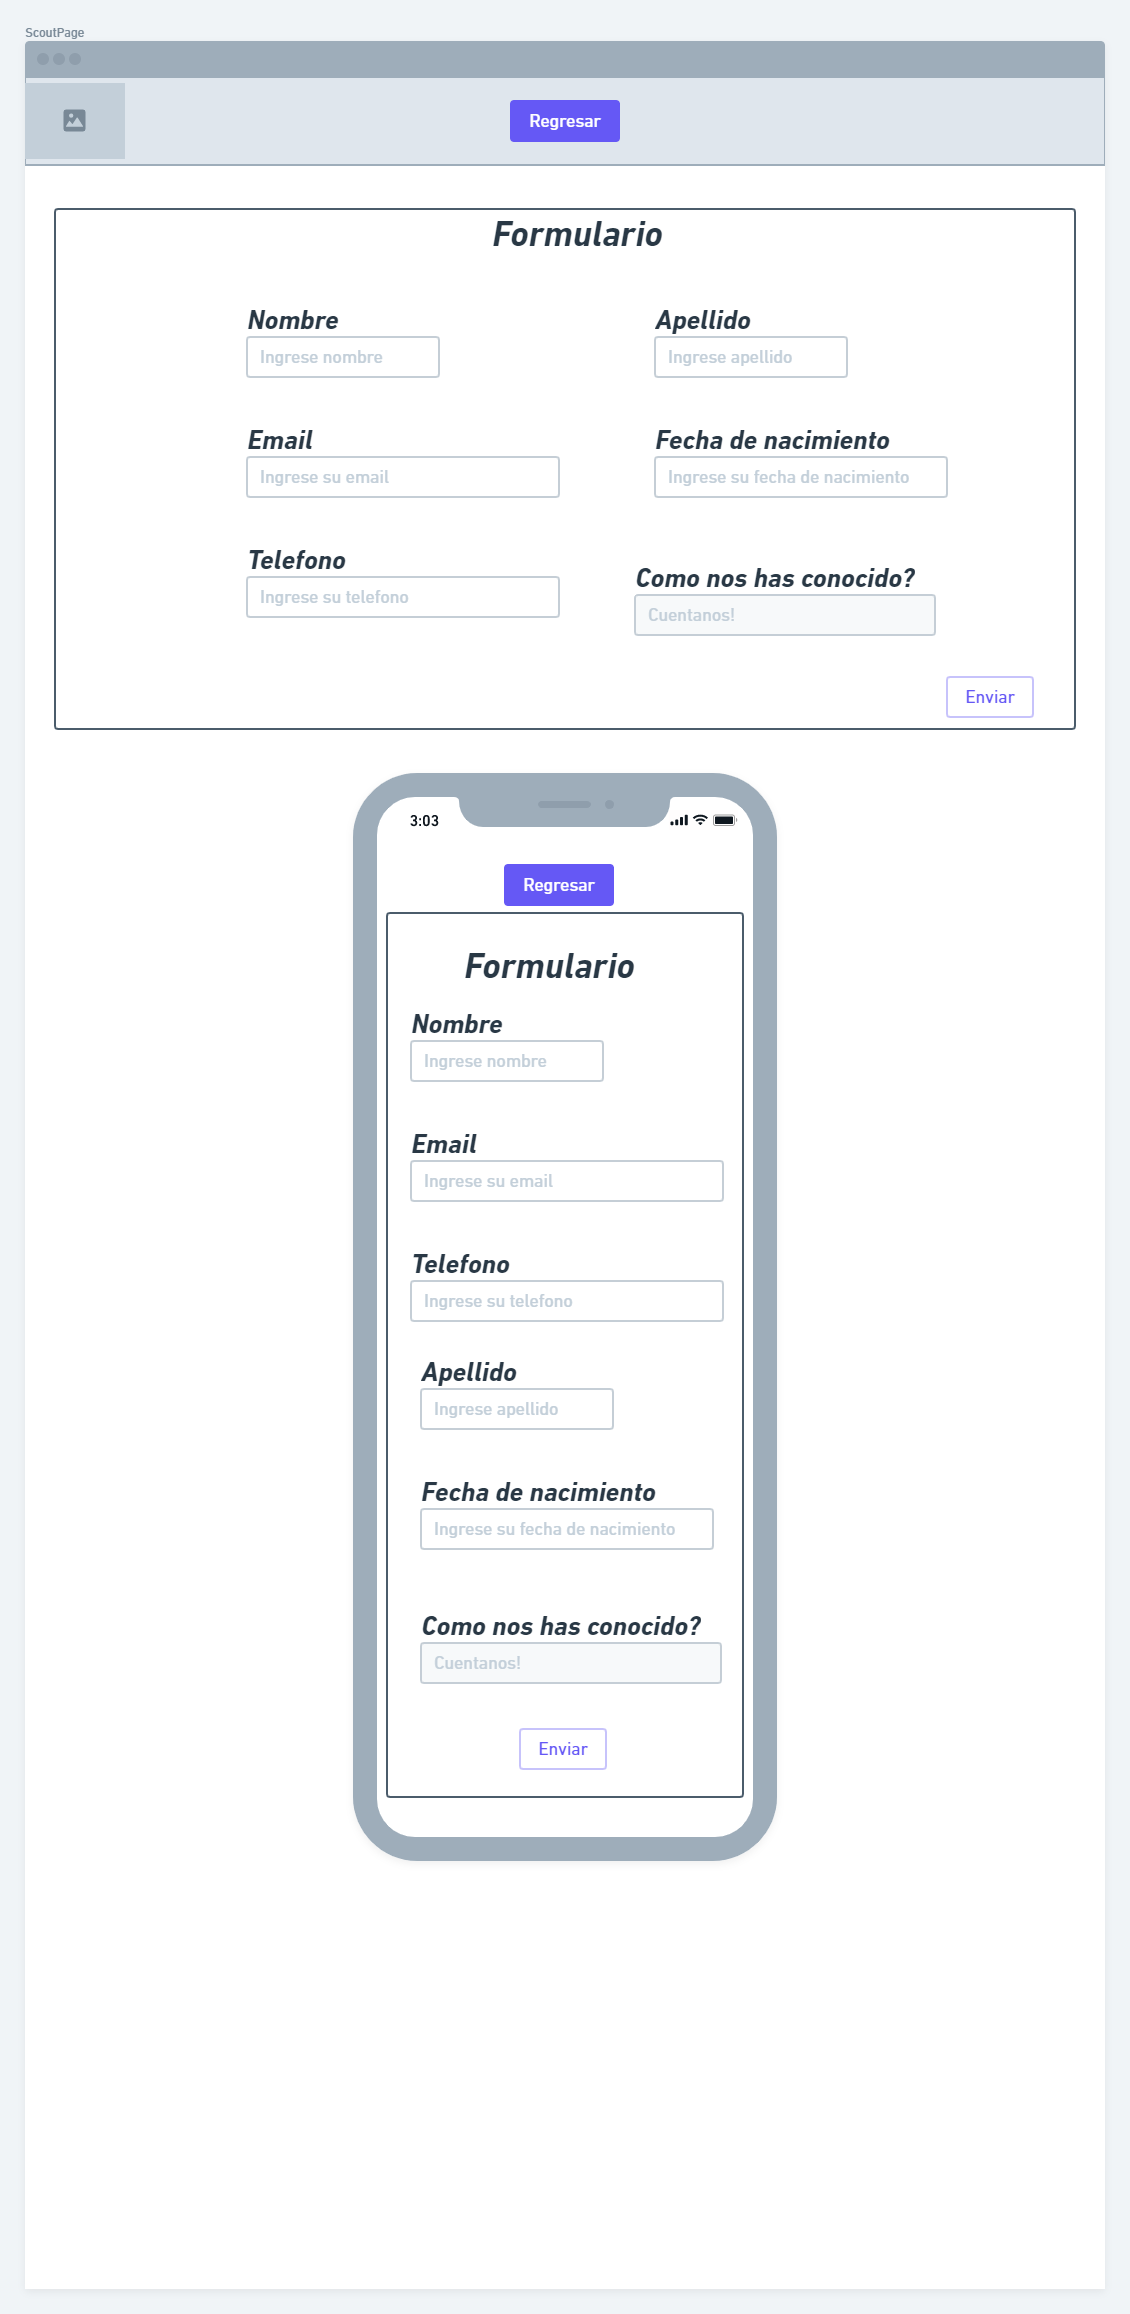 ScoutPage
Regresar
Formulario
Nombre
Ingrese nombre
Apellido
Ingrese apellido
Email
Ingrese su email
Fecha de nacimiento
Ingrese su fecha de nacimiento
Telefono
Ingrese su telefono
Como nos has conocido?
Cuentanos!
Enviar
3:03
Regresar
Formulario
Nombre
Ingrese nombre
Email
Ingrese su email
Telefono
Ingrese su telefono
Apellido
Ingrese apellido
Fecha de nacimiento
Ingrese su fecha de nacimiento
Como nos has conocido?
Cuentanos!
Enviar